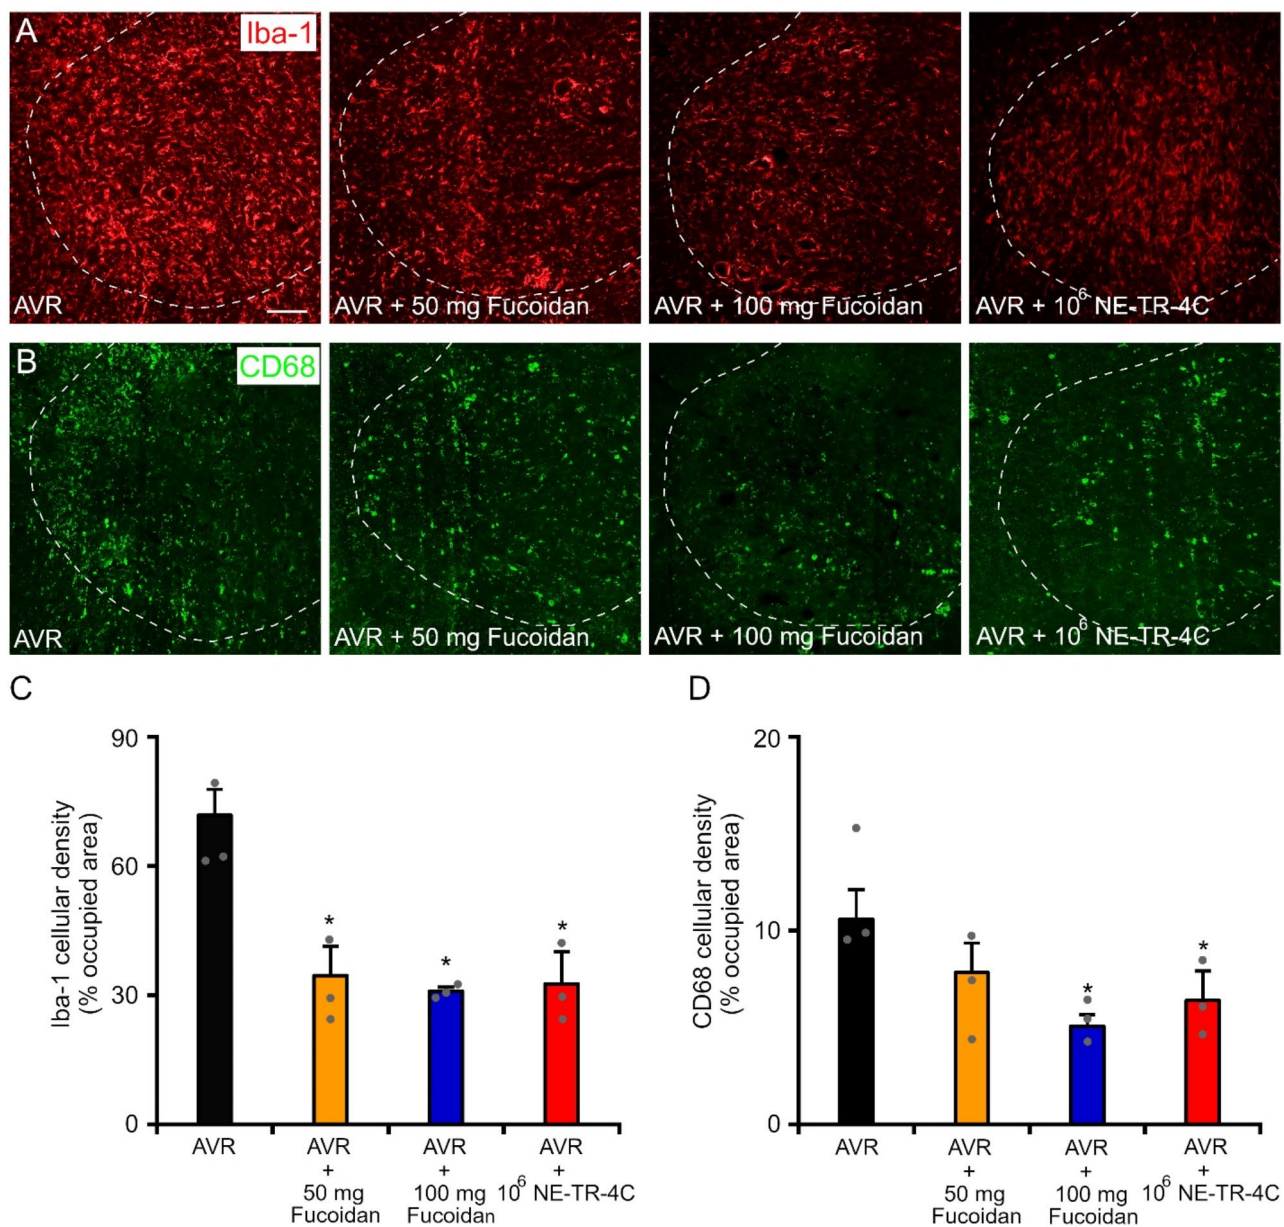 A
Iba-1
AVR
AVR + 50 mg Fucoidan
AVR + 100 mg Fucoidan
AVR + 10⁶ NE-TR-4C
B
CD68
AVR
AVR + 50 mg Fucoidan
AVR + 100 mg Fucoidan
AVR + 10⁶ NE-TR-4C
C
Iba-1 cellular density
(% occupied area)
90
60
30
0
*
*
*
AVR
AVR
+
50 mg
Fucoidan
AVR
+
100 mg
Fucoidan
AVR
+
10⁶ NE-TR-4C
D
CD68 cellular density
(% occupied area)
20
10
0
*
*
AVR
AVR
+
50 mg
Fucoidan
AVR
+
100 mg
Fucoidan
AVR
+
10⁶ NE-TR-4C